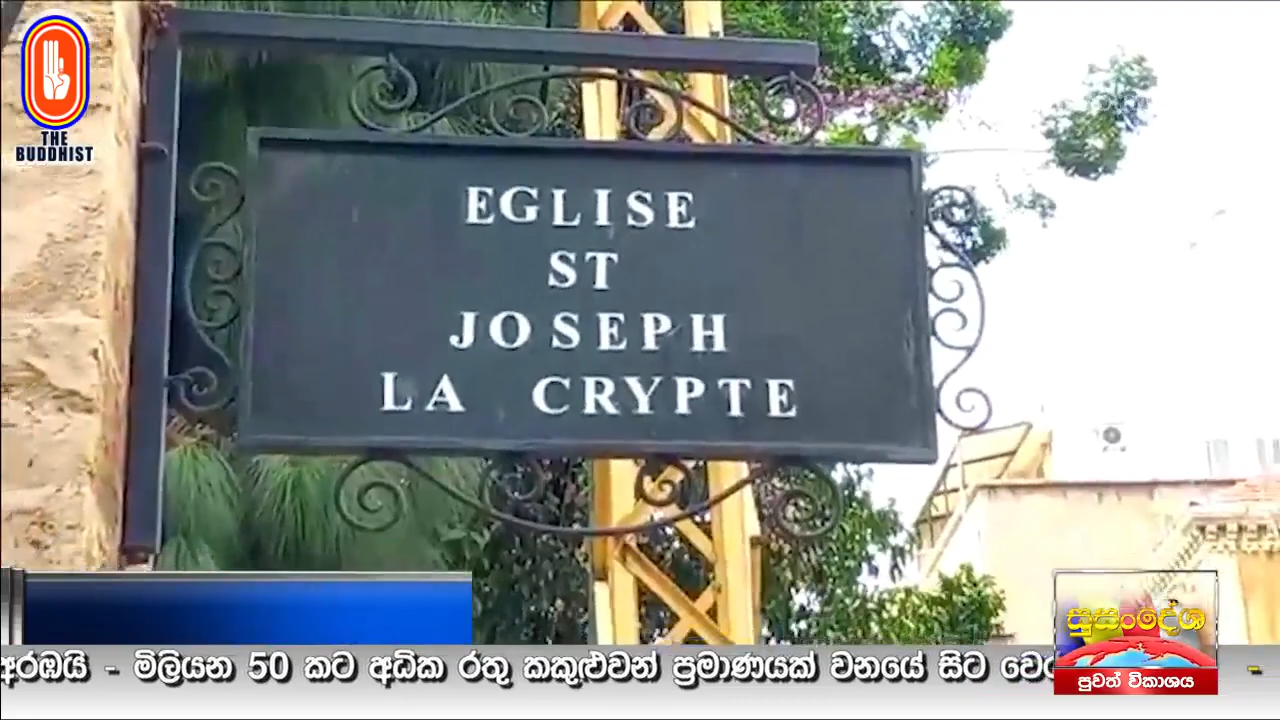 THE
BUDDHIST
EGLISE
ST
JOSEPH
LA CRYPTE
සුසංදේශ
පුවත් විකාශය
අරඹයි - මිලියන 50 කට අධික රතු කකුළුවන් ප්‍රමාණයක් වනයේ සිට -